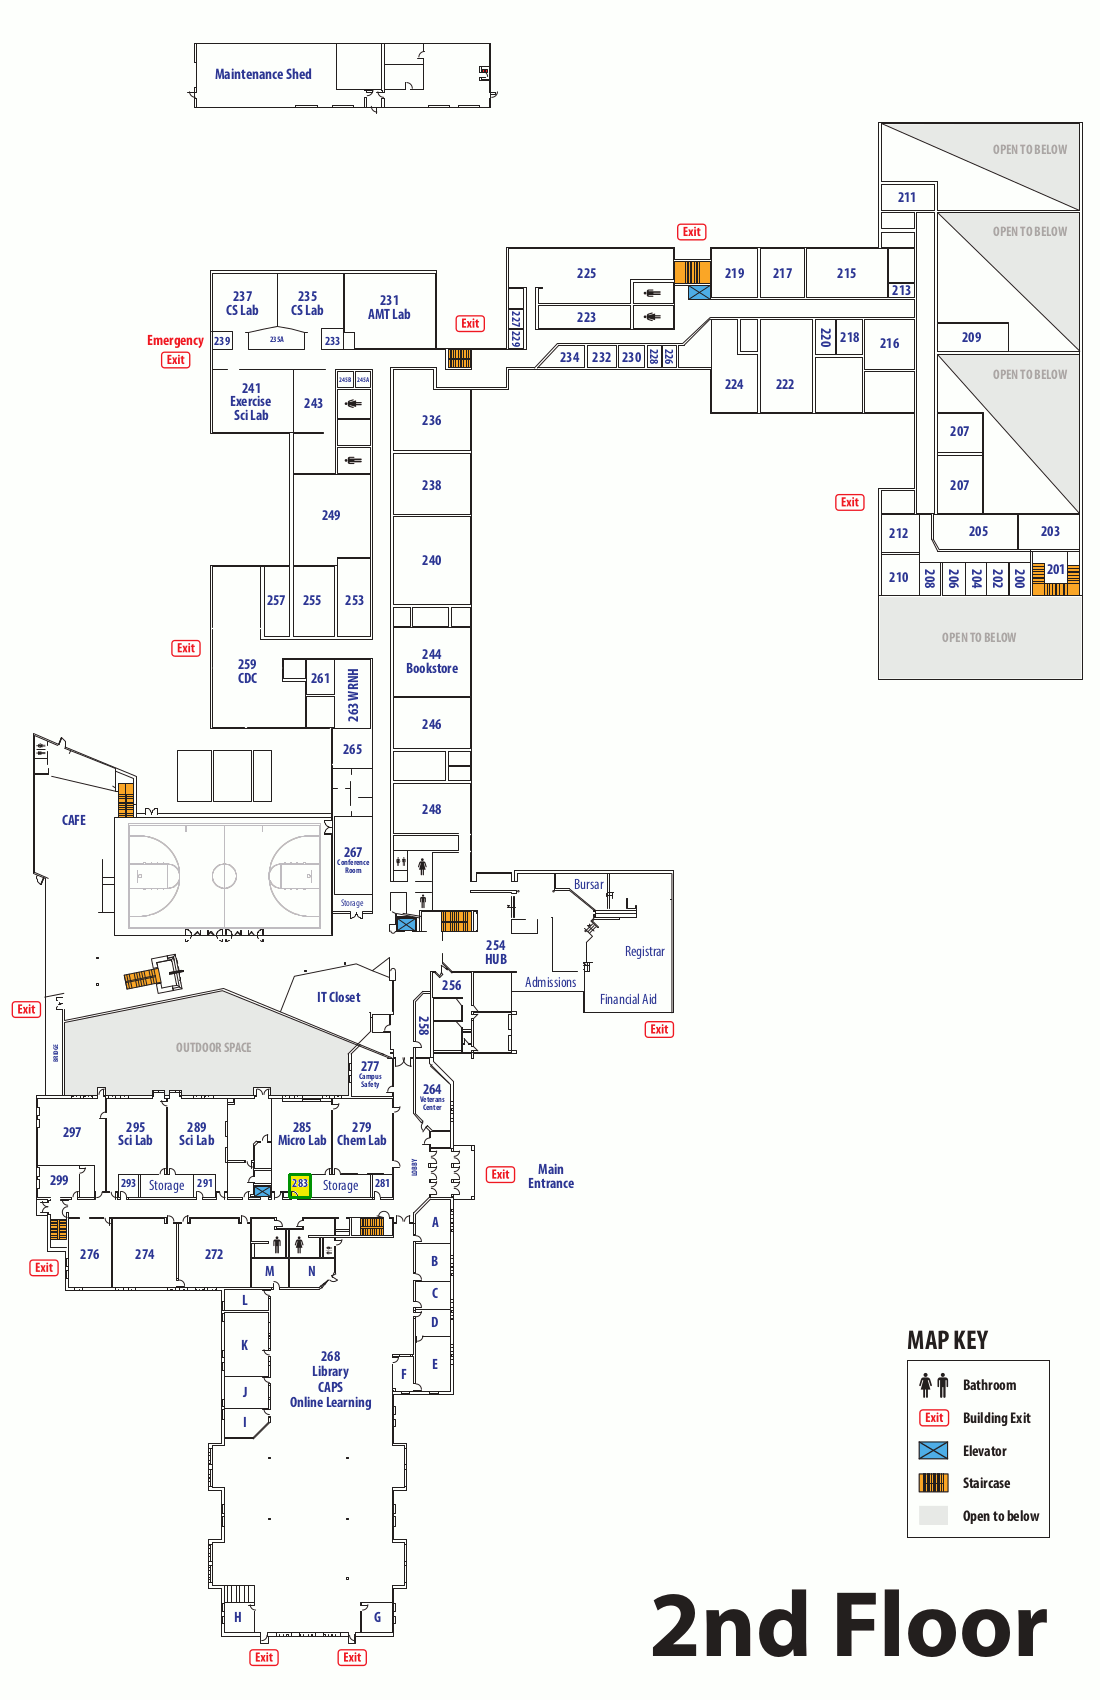 Maintenance Shed
OPEN TO BELOW
211
OPEN TO BELOW
Exit
225
219
217
215
213
237
CS Lab
235
CS Lab
231
AMT Lab
Exit
227
229
223
Emergency
Exit
239
235A
233
234
232
230
228
226
220
218
216
209
224
222
OPEN TO BELOW
241
Exercise
Sci Lab
243
245B
245A
236
207
238
207
Exit
249
240
212
205
203
210
208
206
204
202
200
201
257
255
253
OPEN TO BELOW
Exit
259
CDC
261
263 WRNH
244
Bookstore
246
265
248
CAFE
267
Conference
Room
Storage
Bursar
254
HUB
Registrar
Admissions
Financial Aid
Exit
256
IT Closet
258
Exit
OUTDOOR SPACE
BRIDGE
277
Campus
Safety
264
Veterans
Center
297
295
Sci Lab
289
Sci Lab
285
Micro Lab
279
Chem Lab
LOBBY
Exit
Main
Entrance
299
293
Storage
291
283
Storage
281
A
276
274
272
B
Exit
M
N
C
L
D
K
268
Library
CAPS
Online Learning
E
F
J
I
H
G
Exit
Exit
MAP KEY
Bathroom
Exit
Building Exit
Elevator
Staircase
Open to below
2nd Floor